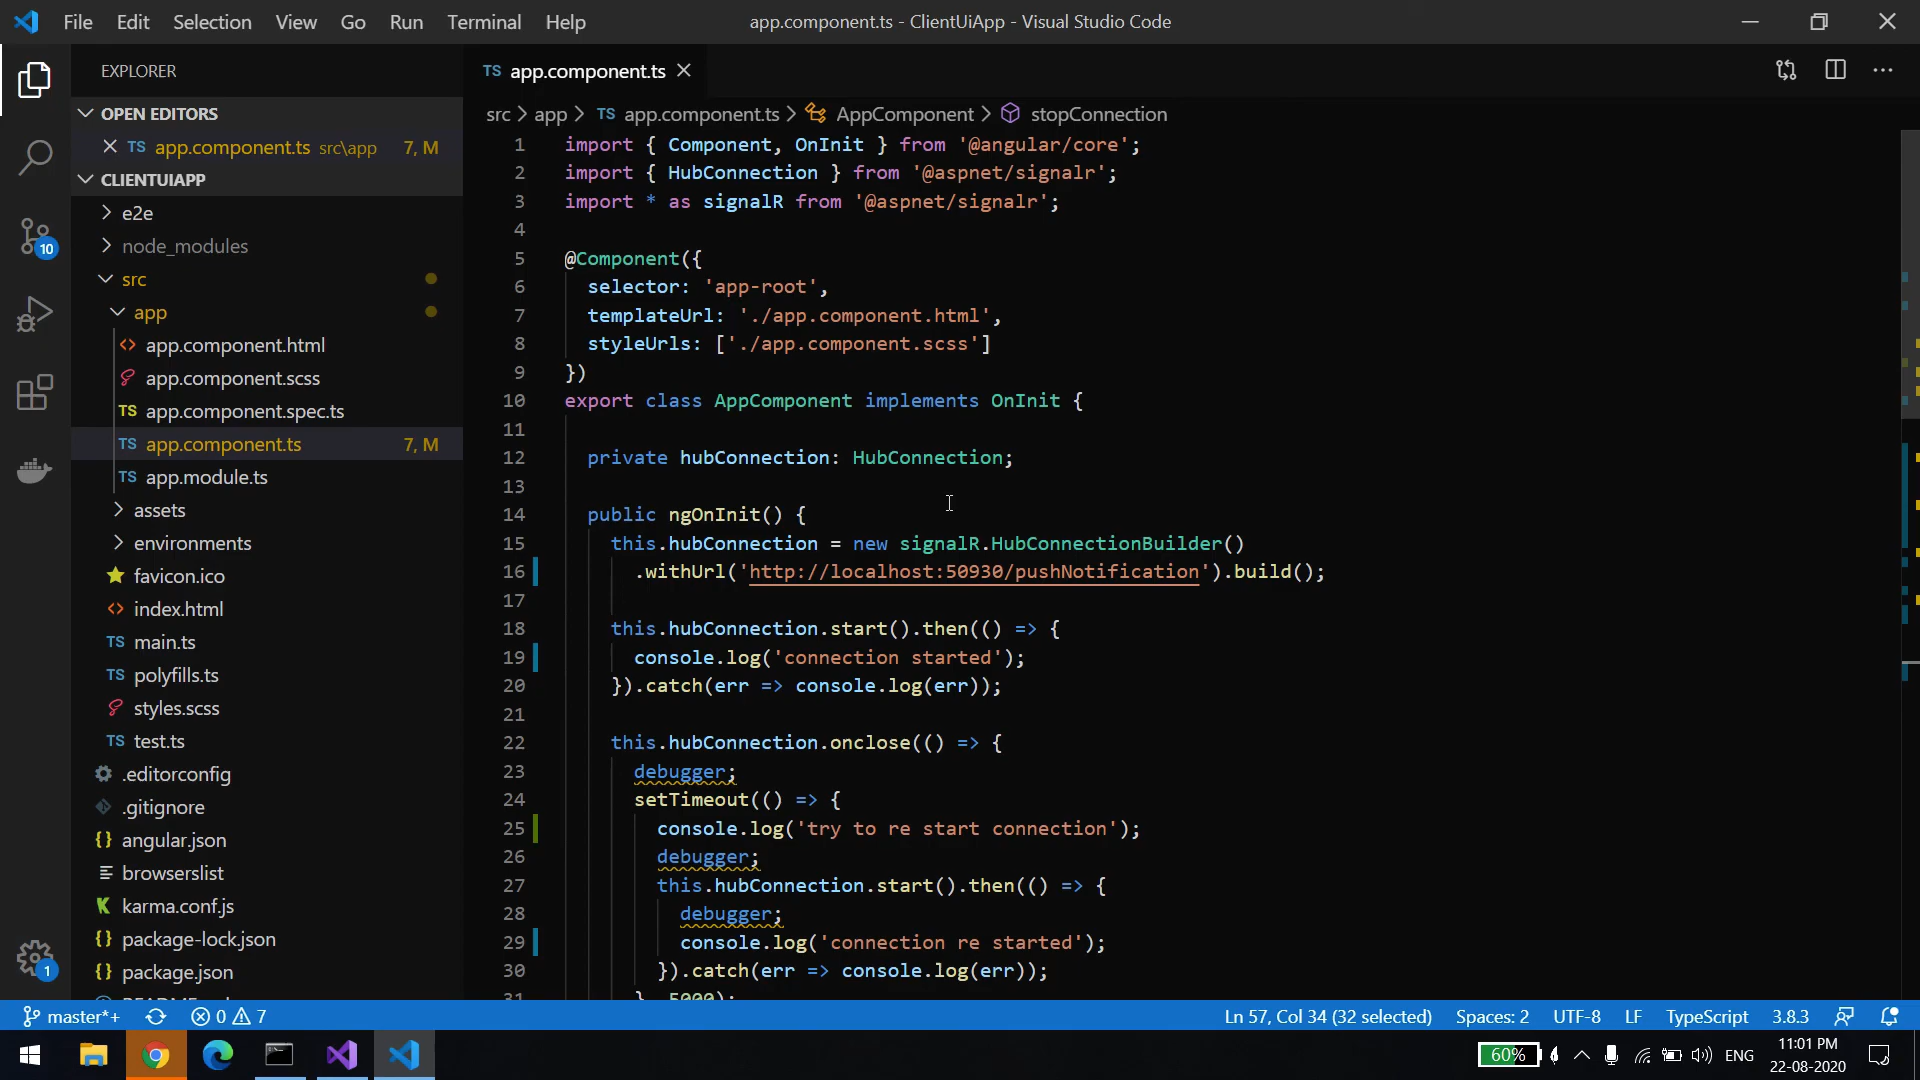 File Edit Selection View Go Run Terminal Help
app.component.ts - ClientUiApp - Visual Studio Code
EXPLORER
OPEN EDITORS
TS app.component.ts src\app 7, M
CLIENTUIAPP
e2e
node_modules
src
app
app.component.html
app.component.scss
TS app.component.spec.ts
TS app.component.ts 7, M
TS app.module.ts
assets
environments
favicon.ico
index.html
TS main.ts
TS polyfills.ts
styles.scss
TS test.ts
.editorconfig
.gitignore
{} angular.json
browserslist
karma.conf.js
{} package-lock.json
{} package.json
10
1
TS app.component.ts
src > app > TS app.component.ts > AppComponent > stopConnection
1 import { Component, OnInit } from '@angular/core';
2 import { HubConnection } from '@aspnet/signalr';
3 import * as signalR from '@aspnet/signalr';
4
5 @Component({
6 selector: 'app-root',
7 templateUrl: './app.component.html',
8 styleUrls: ['./app.component.scss']
9 })
10 export class AppComponent implements OnInit {
11
12 private hubConnection: HubConnection;
13
14 public ngOnInit() {
15 this.hubConnection = new signalR.HubConnectionBuilder()
16 .withUrl('http://localhost:50930/pushNotification').build();
17
18 this.hubConnection.start().then(() => {
19 console.log('connection started');
20 }).catch(err => console.log(err));
21
22 this.hubConnection.onclose(() => {
23 debugger;
24 setTimeout(() => {
25 console.log('try to re start connection');
26 debugger;
27 this.hubConnection.start().then(() => {
28 debugger;
29 console.log('connection re started');
30 }).catch(err => console.log(err));
31 }, 5000);
master*+ 0 7 Ln 57, Col 34 (32 selected) Spaces: 2 UTF-8 LF TypeScript 3.8.3
60% ENG 11:01 PM
22-08-2020